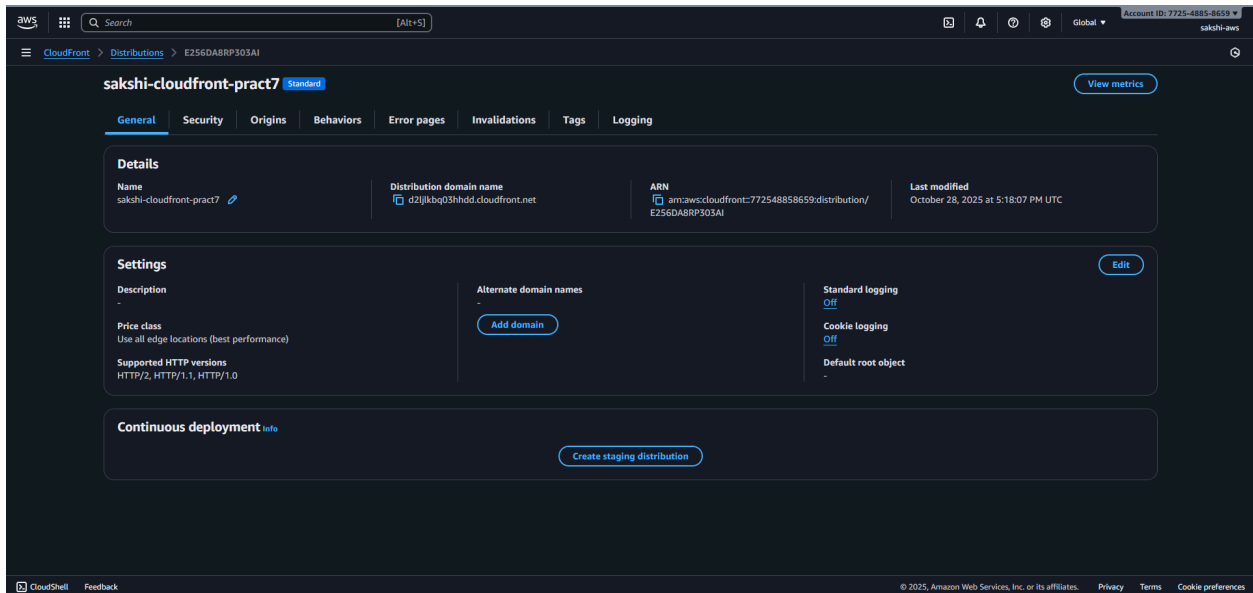 aws
Search [Alt+S]
Global
Account ID: 7725-4885-8659
sakshi-aws
CloudFront > Distributions > E256DA8RP303AI
sakshi-cloudfront-pract7 Standard
View metrics
General Security Origins Behaviors Error pages Invalidations Tags Logging
Details
Name
sakshi-cloudfront-pract7
Distribution domain name
d2ljlkbq03hhdd.cloudfront.net
ARN
arn:aws:cloudfront::772548858659:distribution/
E256DA8RP303AI
Last modified
October 28, 2025 at 5:18:07 PM UTC
Settings
Edit
Description
-
Price class
Use all edge locations (best performance)
Supported HTTP versions
HTTP/2, HTTP/1.1, HTTP/1.0
Alternate domain names
-
Add domain
Standard logging
Off
Cookie logging
Off
Default root object
-
Continuous deployment Info
Create staging distribution
CloudShell Feedback © 2025, Amazon Web Services, Inc. or its affiliates. Privacy Terms Cookie preferences